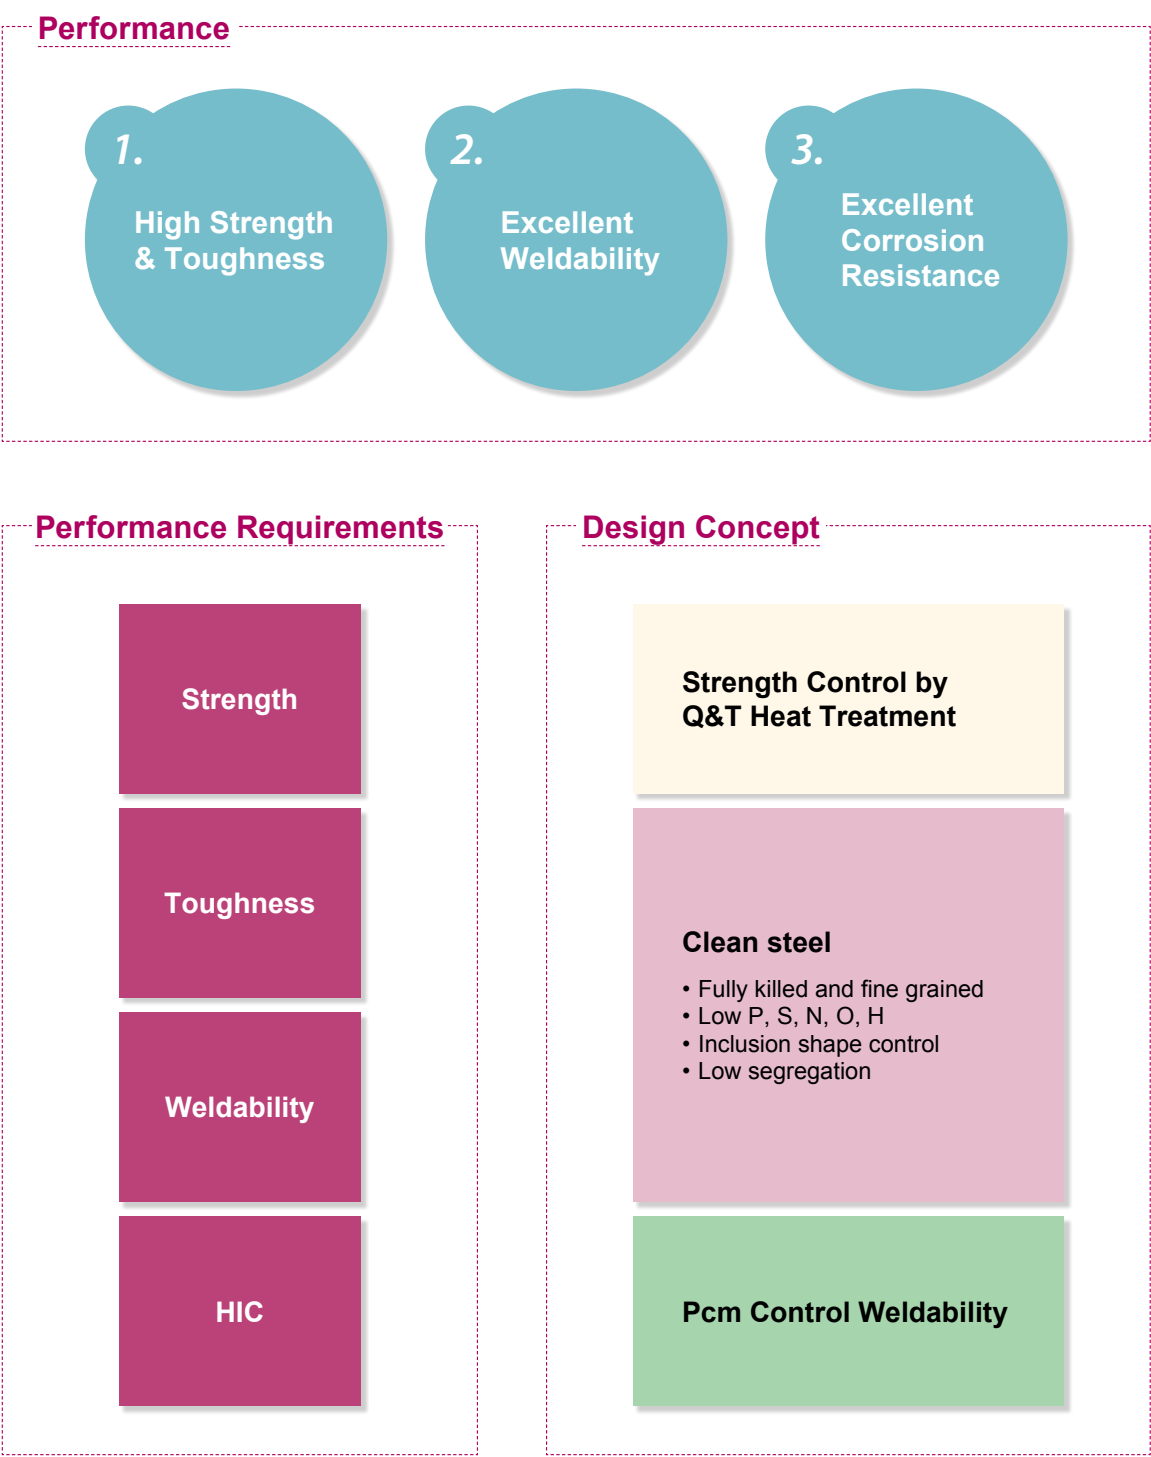 Performance
1.
High Strength
& Toughness
2.
Excellent
Weldability
3.
Excellent
Corrosion
Resistance
Performance Requirements
Strength
Toughness
Weldability
HIC
Design Concept
Strength Control by
Q&T Heat Treatment
Clean steel
• Fully killed and fine grained
• Low P, S, N, O, H
• Inclusion shape control
• Low segregation
Pcm Control Weldability